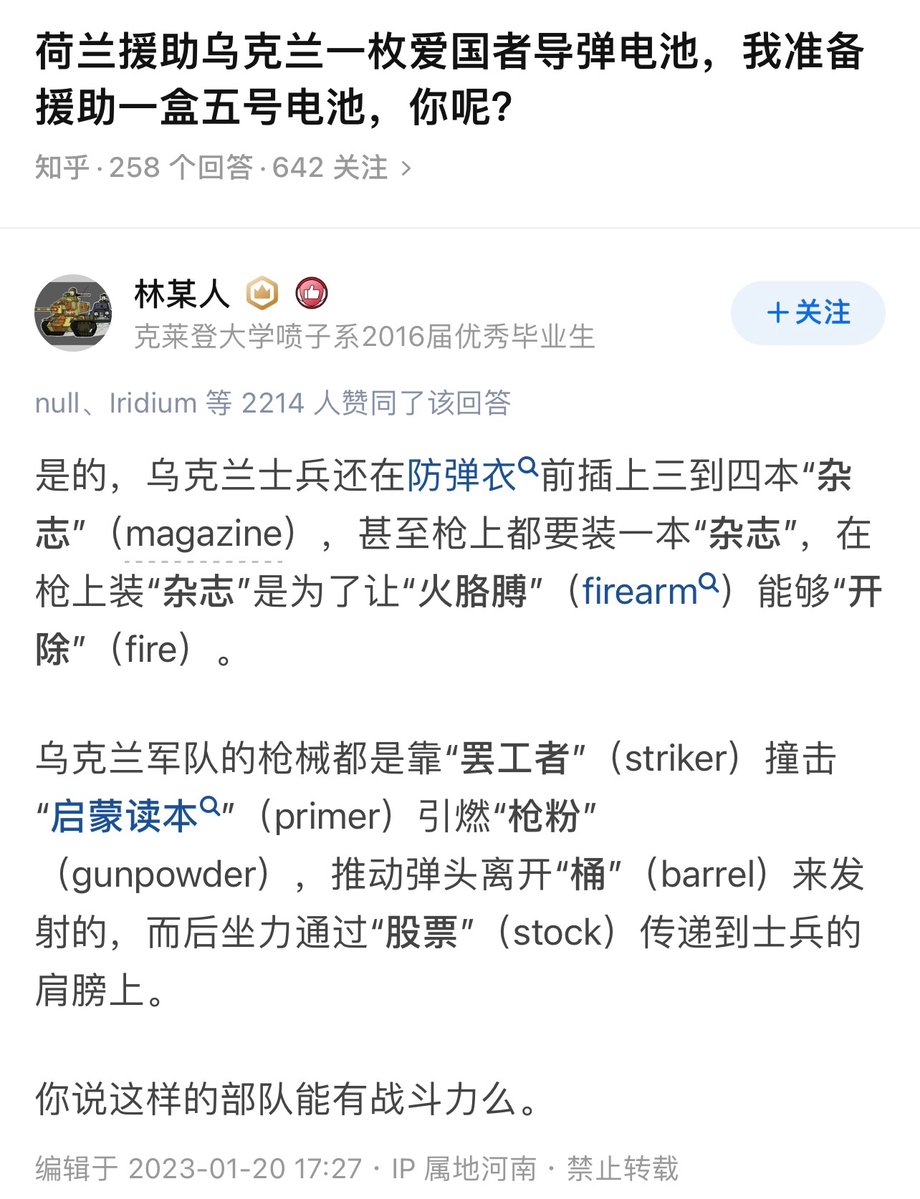 荷兰援助乌克兰一枚爱国者导弹电池，我准备
援助一盒五号电池，你呢？
知乎·258 个回答·642 关注 >
林某人
克莱登大学喷子系2016届优秀毕业生
＋关注
null、Iridium 等 2214 人赞同了该回答
是的，乌克兰士兵还在防弹衣前插上三到四本“杂
志”（magazine），甚至枪上都要装一本“杂志”，在
枪上装“杂志”是为了让“火胳膊”（firearm）能够“开
除”（fire）。
乌克兰军队的枪械都是靠“罢工者”（striker）撞击
“启蒙读本”（primer）引燃“枪粉”
（gunpowder），推动弹头离开“桶”（barrel）来发
射的，而后坐力通过“股票”（stock）传递到士兵的
肩膀上。
你说这样的部队能有战斗力么。
编辑于 2023-01-20 17:27 · IP 属地河南 · 禁止转载